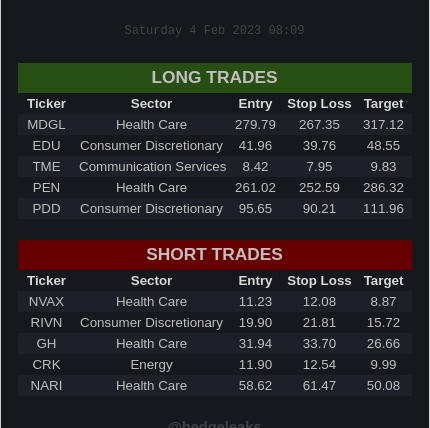 Saturday 4 Feb 2023 08:09
LONG TRADES
Ticker Sector Entry Stop Loss Target
MDGL Health Care 279.79 267.35 317.12
EDU Consumer Discretionary 41.96 39.76 48.55
TME Communication Services 8.42 7.95 9.83
PEN Health Care 261.02 252.59 286.32
PDD Consumer Discretionary 95.65 90.21 111.96
SHORT TRADES
Ticker Sector Entry Stop Loss Target
NVAX Health Care 11.23 12.08 8.87
RIVN Consumer Discretionary 19.90 21.81 15.72
GH Health Care 31.94 33.70 26.66
CRK Energy 11.90 12.54 9.99
NARI Health Care 58.62 61.47 50.08
@hedgeleaks